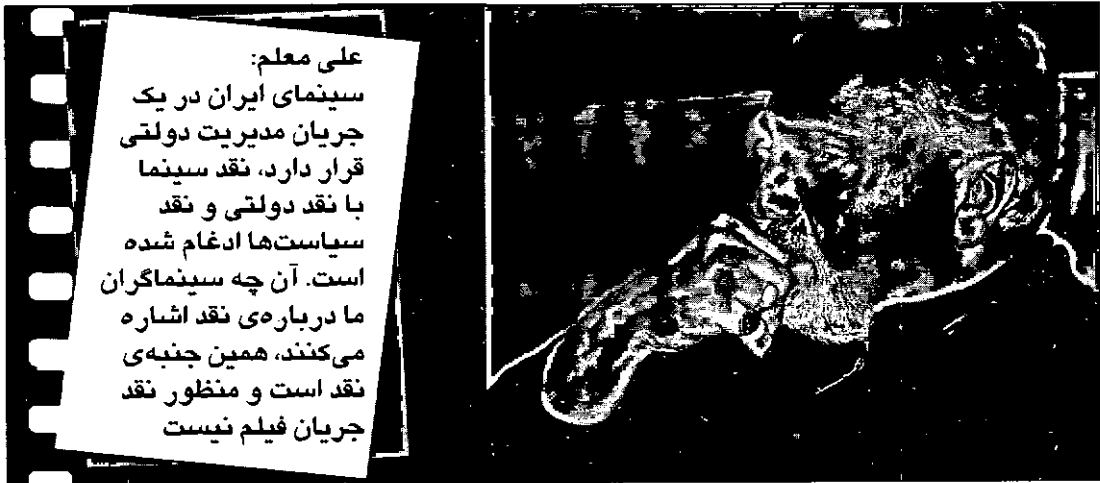 علی معلم:
سینمای ایران در یک
جریان مدیریت دولتی
قرار دارد، نقد سینما
با نقد دولتی و نقد
سیاست‌ها ادغام شده
است. آن چه سینماگران
ما درباره‌ی نقد اشاره
می‌کنند، همین جنبه‌ی
نقد است و منظور نقد
جریان فیلم نیست